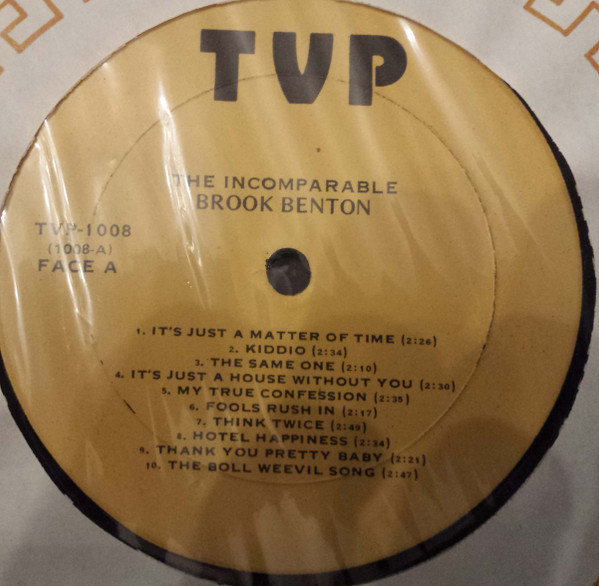 TVP
THE INCOMPARABLE
BROOK BENTON
TVP-1008
(1008-A)
FACE A
1. IT'S JUST A MATTER OF TIME (2:26)
2. KIDDIO (2:34)
3. THE SAME ONE (2:10)
4. IT'S JUST A HOUSE WITHOUT YOU (2:30)
5. MY TRUE CONFESSION (2:35)
6. FOOLS RUSH IN (2:17)
7. THINK TWICE (2:49)
8. HOTEL HAPPINESS (2:34)
9. THANK YOU PRETTY BABY (2:21)
10. THE BOLL WEEVIL SONG (2:47)